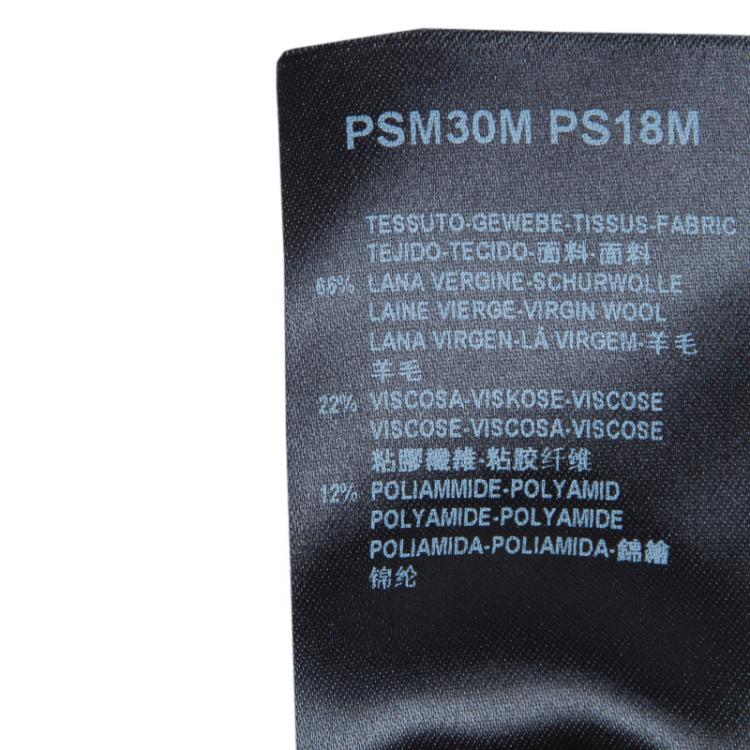 PSM30M PS18M
TESSUTO-GEWEBE-TISSUS-FABRIC
TEJIDO-TECIDO-面料-面料
66% LANA VERGINE-SCHURWOLLE
LAINE VIERGE-VIRGIN WOOL
LANA VIRGEN-LÁ VIRGEM-羊毛
羊毛
22% VISCOSA-VISKOSE-VISCOSE
VISCOSE-VISCOSA-VISCOSE
粘膠纖維-粘胶纤维
12% POLIAMMIDE-POLYAMID
POLYAMIDE-POLYAMIDE
POLIAMIDA-POLIAMIDA-錦綸
锦纶